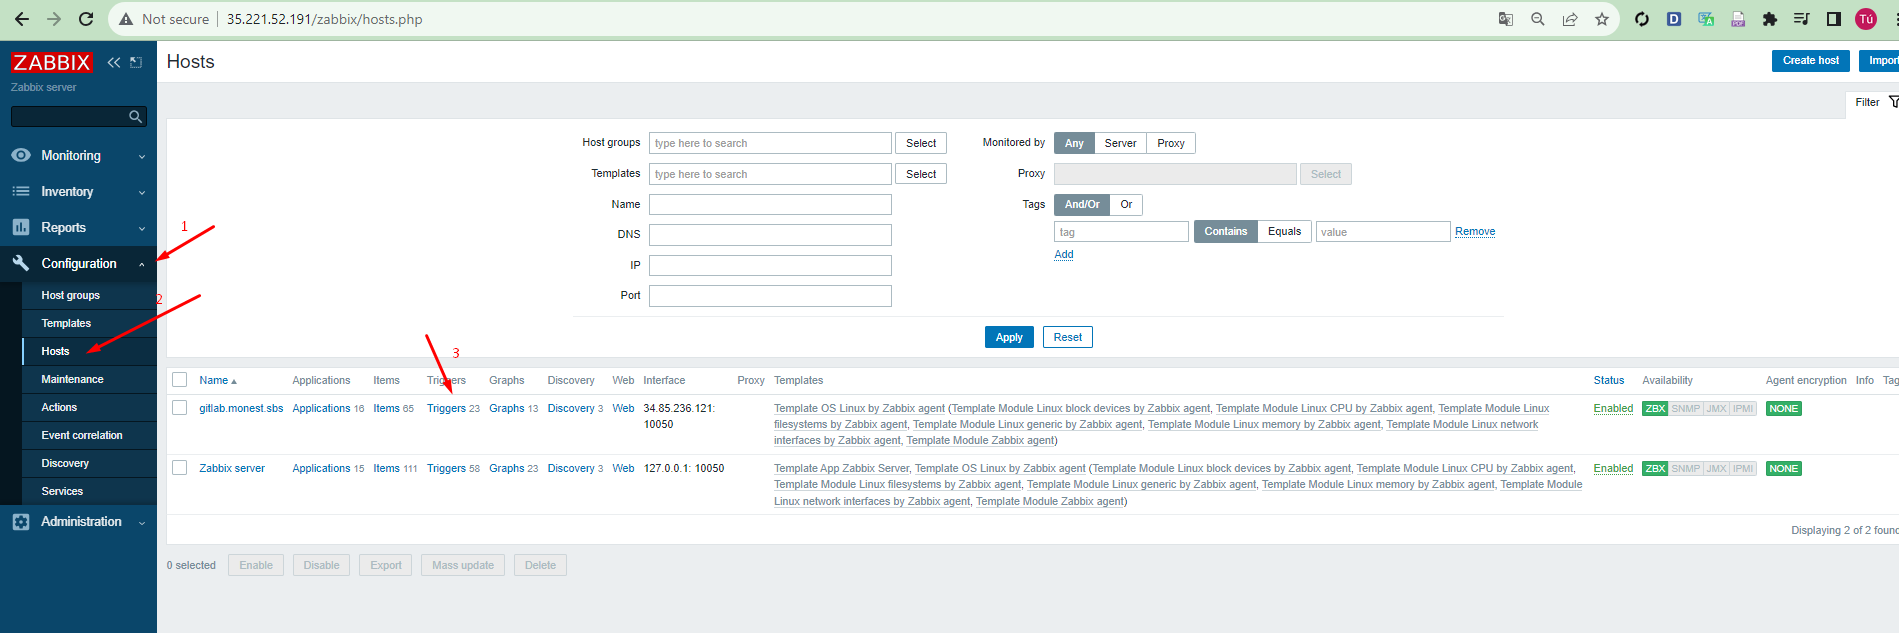 Not secure 35.221.52.191/zabbix/hosts.php Tú
ZABBIX
Zabbix server
Hosts
Create host
Import
Filter
Monitoring
Inventory
Reports
Configuration
Host groups
Templates
Hosts
Maintenance
Actions
Event correlation
Discovery
Services
Administration
1
2
3
Host groups type here to search Select
Templates type here to search Select
Name
DNS
IP
Port
Monitored by Any Server Proxy
Proxy Select
Tags And/Or Or
tag Contains Equals value Remove
Add
Apply Reset
Name ▲ Applications Items Triggers Graphs Discovery Web Interface Proxy Templates Status Availability Agent encryption Info Tag
gitlab.monest.sbs Applications 16 Items 65 Triggers 23 Graphs 13 Discovery 3 Web 34.85.236.121: Template OS Linux by Zabbix agent (Template Module Linux block devices by Zabbix agent, Template Module Linux CPU by Zabbix agent, Template Module Linux Enabled ZBX SNMP JMX IPMI NONE
10050 filesystems by Zabbix agent, Template Module Linux generic by Zabbix agent, Template Module Linux memory by Zabbix agent, Template Module Linux network
interfaces by Zabbix agent, Template Module Zabbix agent)
Zabbix server Applications 15 Items 111 Triggers 58 Graphs 23 Discovery 3 Web 127.0.0.1: 10050 Template App Zabbix Server, Template OS Linux by Zabbix agent (Template Module Linux block devices by Zabbix agent, Template Module Linux CPU by Zabbix agent, Enabled ZBX SNMP JMX IPMI NONE
Template Module Linux filesystems by Zabbix agent, Template Module Linux generic by Zabbix agent, Template Module Linux memory by Zabbix agent, Template Module
Linux network interfaces by Zabbix agent, Template Module Zabbix agent)
Displaying 2 of 2 found
0 selected Enable Disable Export Mass update Delete